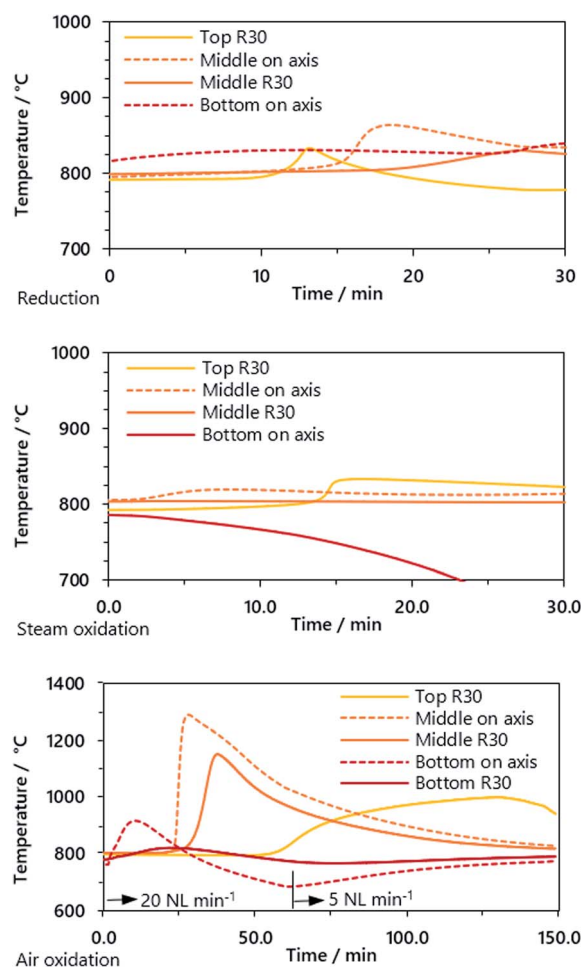 1000
Top R30
Middle on axis
900
Middle R30
Bottom on axis
Temperature / °C
800
700
0
10
20
30
Time / min
Reduction
1000
Top R30
Middle on axis
900
Middle R30
Bottom on axis
Temperature / °C
800
700
0.0
10.0
20.0
30.0
Time / min
Steam oxidation
1400
Top R30
Middle on axis
1200
Middle R30
Bottom on axis
Bottom R30
Temperature / °C
1000
800
600
20 NL min⁻¹
5 NL min⁻¹
0.0
50.0
100.0
150.0
Time / min
Air oxidation